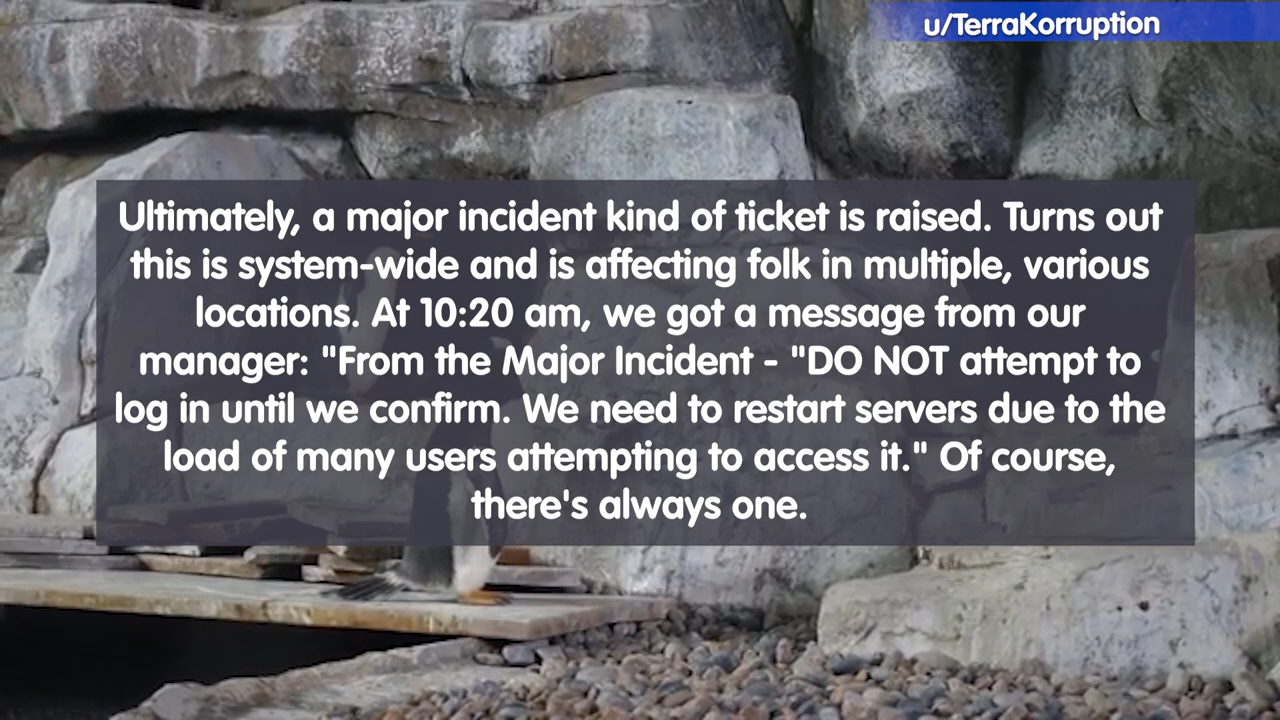 u/TerraKorruption
Ultimately, a major incident kind of ticket is raised. Turns out
this is system-wide and is affecting folk in multiple, various
locations. At 10:20 am, we got a message from our
manager: "From the Major Incident - "DO NOT attempt to
log in until we confirm. We need to restart servers due to the
load of many users attempting to access it." Of course,
there's always one.